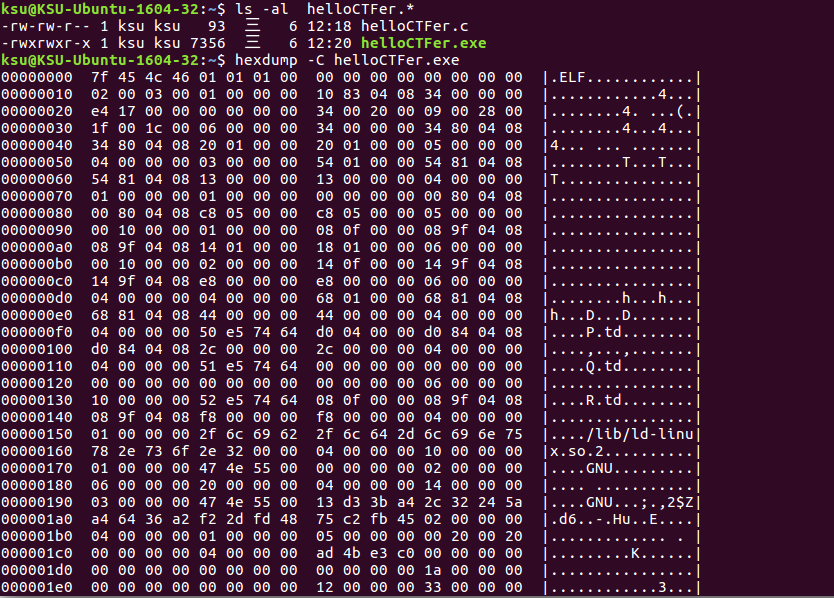 ksu@KSU-Ubuntu-1604-32:~$ ls -al  helloCTFer.*
-rw-rw-r-- 1 ksu ksu   93  三   6 12:18 helloCTFer.c
-rwxrwxr-x 1 ksu ksu 7356  三   6 12:20 helloCTFer.exe
ksu@KSU-Ubuntu-1604-32:~$ hexdump -C helloCTFer.exe
00000000  7f 45 4c 46 01 01 01 00  00 00 00 00 00 00 00 00  |.ELF............|
00000010  02 00 03 00 01 00 00 00  10 83 04 08 34 00 00 00  |............4...|
00000020  e4 17 00 00 00 00 00 00  34 00 20 00 09 00 28 00  |........4. ...(.|
00000030  1f 00 1c 00 06 00 00 00  34 00 00 00 34 80 04 08  |........4...4...|
00000040  34 80 04 08 20 01 00 00  20 01 00 00 05 00 00 00  |4... ... .......|
00000050  04 00 00 00 03 00 00 00  54 01 00 00 54 81 04 08  |........T...T...|
00000060  54 81 04 08 13 00 00 00  13 00 00 00 04 00 00 00  |T...............|
00000070  01 00 00 00 01 00 00 00  00 00 00 00 00 80 04 08  |................|
00000080  00 80 04 08 c8 05 00 00  c8 05 00 00 05 00 00 00  |................|
00000090  00 10 00 00 01 00 00 00  08 0f 00 00 08 9f 04 08  |................|
000000a0  08 9f 04 08 14 01 00 00  18 01 00 00 06 00 00 00  |................|
000000b0  00 10 00 00 02 00 00 00  14 0f 00 00 14 9f 04 08  |................|
000000c0  14 9f 04 08 e8 00 00 00  e8 00 00 00 06 00 00 00  |................|
000000d0  04 00 00 00 04 00 00 00  68 01 00 00 68 81 04 08  |........h...h...|
000000e0  68 81 04 08 44 00 00 00  44 00 00 00 04 00 00 00  |h...D...D.......|
000000f0  04 00 00 00 50 e5 74 64  d0 04 00 00 d0 84 04 08  |....P.td........|
00000100  d0 84 04 08 2c 00 00 00  2c 00 00 00 04 00 00 00  |....,...,.......|
00000110  04 00 00 00 51 e5 74 64  00 00 00 00 00 00 00 00  |....Q.td........|
00000120  00 00 00 00 00 00 00 00  00 00 00 00 06 00 00 00  |................|
00000130  10 00 00 00 52 e5 74 64  08 0f 00 00 08 9f 04 08  |....R.td........|
00000140  08 9f 04 08 f8 00 00 00  f8 00 00 00 04 00 00 00  |................|
00000150  01 00 00 00 2f 6c 69 62  2f 6c 64 2d 6c 69 6e 75  |..../lib/ld-linu|
00000160  78 2e 73 6f 2e 32 00 00  04 00 00 00 10 00 00 00  |x.so.2..........|
00000170  01 00 00 00 47 4e 55 00  00 00 00 00 02 00 00 00  |....GNU.........|
00000180  06 00 00 00 20 00 00 00  04 00 00 00 14 00 00 00  |.... ...........|
00000190  03 00 00 00 47 4e 55 00  13 d3 3b a4 2c 32 24 5a  |....GNU...;.,2$Z|
000001a0  a4 64 36 a2 f2 2d fd 48  75 c2 fb 45 02 00 00 00  |.d6..-.Hu..E....|
000001b0  04 00 00 00 01 00 00 00  05 00 00 00 00 20 00 20  |............. . |
000001c0  00 00 00 00 04 00 00 00  ad 4b e3 c0 00 00 00 00  |.........K......|
000001d0  00 00 00 00 00 00 00 00  00 00 00 00 1a 00 00 00  |................|
000001e0  00 00 00 00 00 00 00 00  12 00 00 00 33 00 00 00  |............3...|